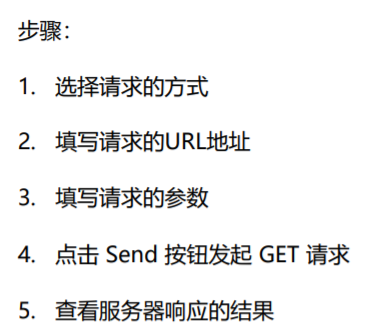 步骤：
1. 选择请求的方式
2. 填写请求的URL地址
3. 填写请求的参数
4. 点击 Send 按钮发起 GET 请求
5. 查看服务器响应的结果